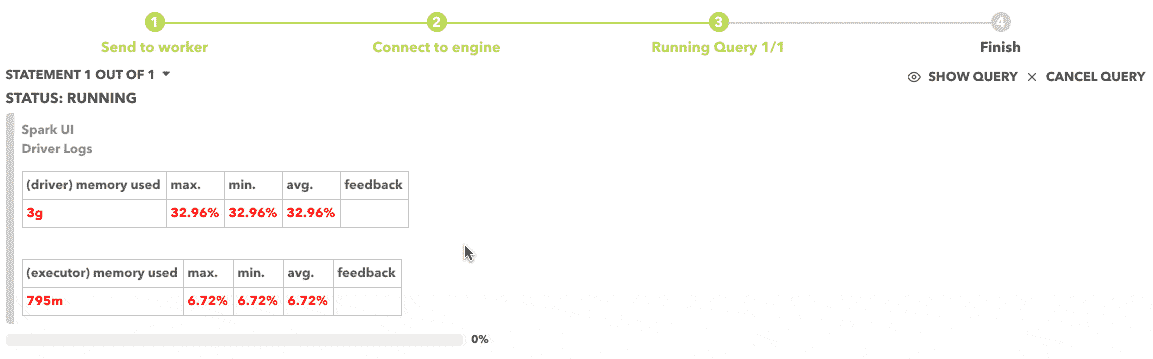 1 2 3 4
Send to worker Connect to engine Running Query 1/1 Finish
STATEMENT 1 OUT OF 1 SHOW QUERY CANCEL QUERY
STATUS: RUNNING
Spark UI
Driver Logs
(driver) memory used max. min. avg. feedback
3g 32.96% 32.96% 32.96%
(executor) memory used max. min. avg. feedback
795m 6.72% 6.72% 6.72%
0%